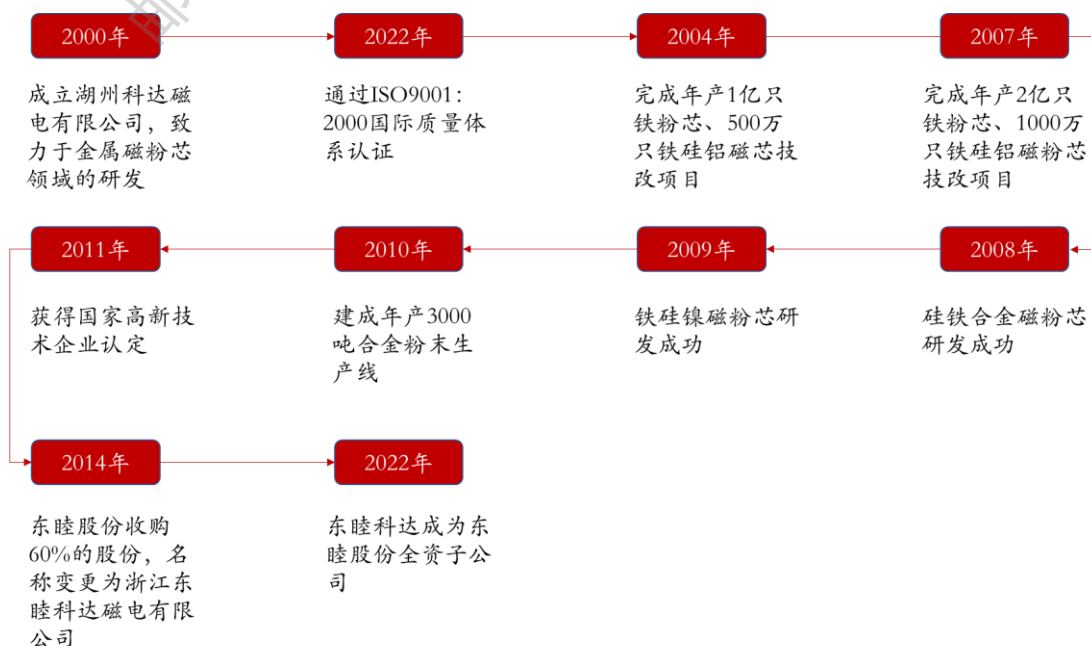 2000年
成立湖州科达磁
电有限公司，致
力于金属磁粉芯
领域的研发
2022年
通过ISO9001：
2000国际质量体
系认证
2004年
完成年产1亿只
铁粉芯、500万
只铁硅铝磁芯技
改项目
2007年
完成年产2亿只
铁粉芯、1000万
只铁硅铝磁粉芯
技改项目
2008年
硅铁合金磁粉芯
研发成功
2009年
铁硅镍磁粉芯研
发成功
2010年
建成年产3000
吨合金粉末生
产线
2011年
获得国家高新技
术企业认定
2014年
东睦股份收购
60%的股份，名
称变更为浙江东
睦科达磁电有限
公司
2022年
东睦科达成为东
睦股份全资子公
司